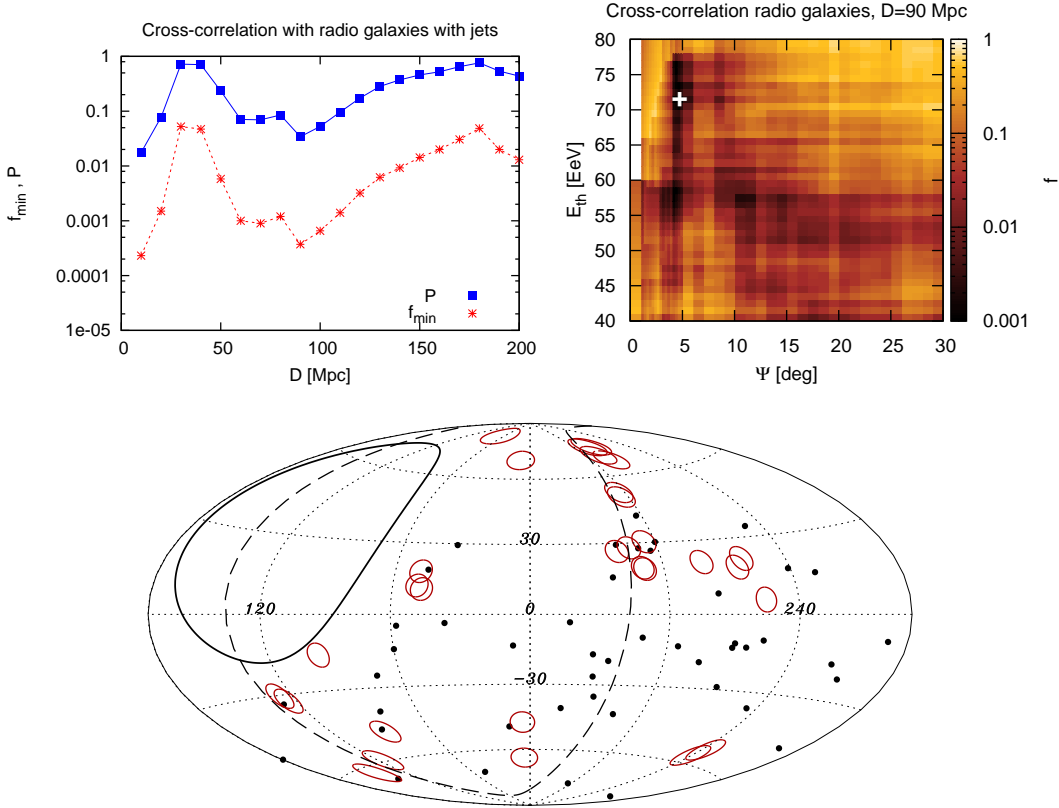 Cross-correlation with radio galaxies with jets
1
0.1
0.01
0.001
0.0001
1e-05
f_min , P
P
f_min
0 50 100 150 200
D [Mpc]
Cross-correlation radio galaxies, D=90 Mpc
80
75
70
65
60
55
50
45
40
E_th [EeV]
0 5 10 15 20 25 30
Ψ [deg]
1
0.1
0.01
0.001
f
30
120 0 240
−30